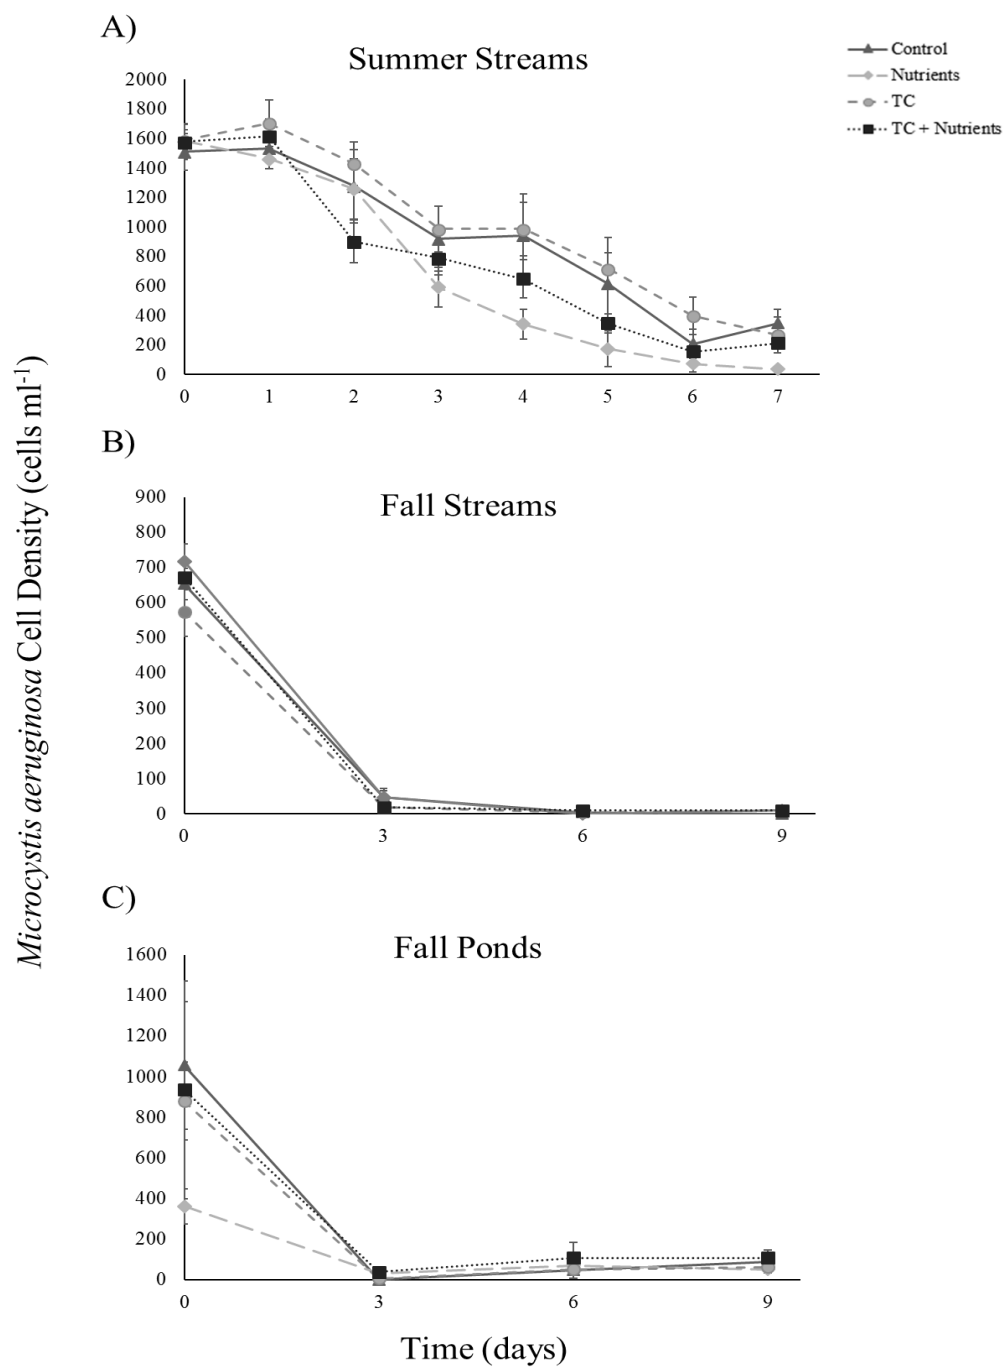 A)
Summer Streams
Control
Nutrients
TC
TC + Nutrients
2000
1800
1600
1400
1200
1000
800
600
400
200
0
0 1 2 3 4 5 6 7
Microcystis aeruginosa Cell Density (cells ml-1)
B)
Fall Streams
900
800
700
600
500
400
300
200
100
0
0 3 6 9
C)
Fall Ponds
1600
1400
1200
1000
800
600
400
200
0
0 3 6 9
Time (days)